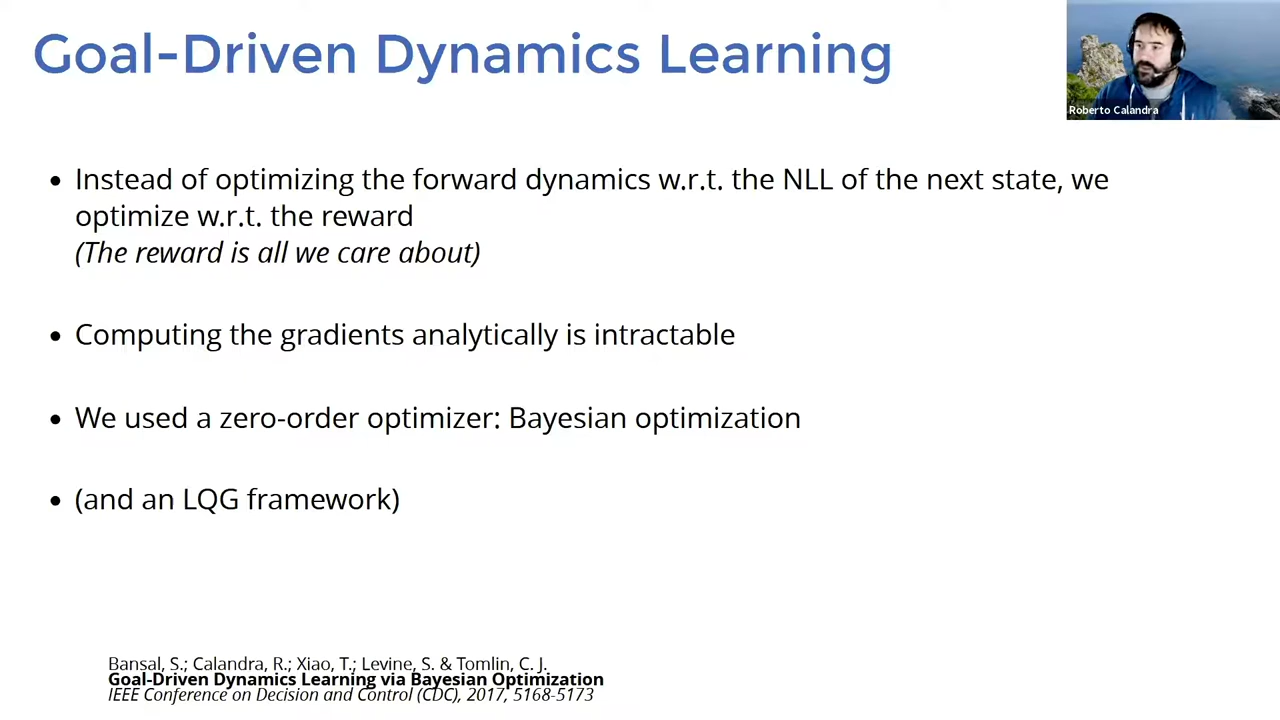 Goal-Driven Dynamics Learning
Roberto Calandra
• Instead of optimizing the forward dynamics w.r.t. the NLL of the next state, we
optimize w.r.t. the reward
(The reward is all we care about)
• Computing the gradients analytically is intractable
• We used a zero-order optimizer: Bayesian optimization
• (and an LQG framework)
Bansal, S.; Calandra, R.; Xiao, T.; Levine, S. & Tomlin, C. J.
Goal-Driven Dynamics Learning via Bayesian Optimization
IEEE Conference on Decision and Control (CDC), 2017, 5168-5173